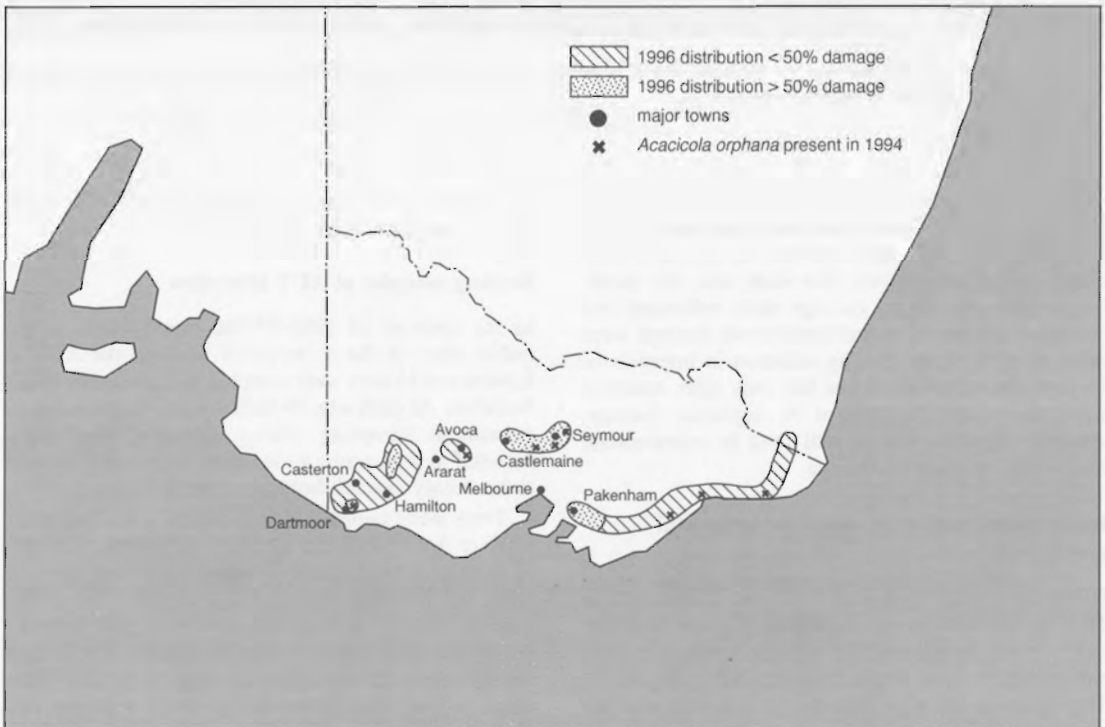 1996 distribution < 50% damage
1996 distribution > 50% damage
major towns
Acacicola orphana present in 1994
Avoca
Seymour
Castlemaine
Casterton
Ararat
Melbourne
Pakenham
Hamilton
Dartmoor